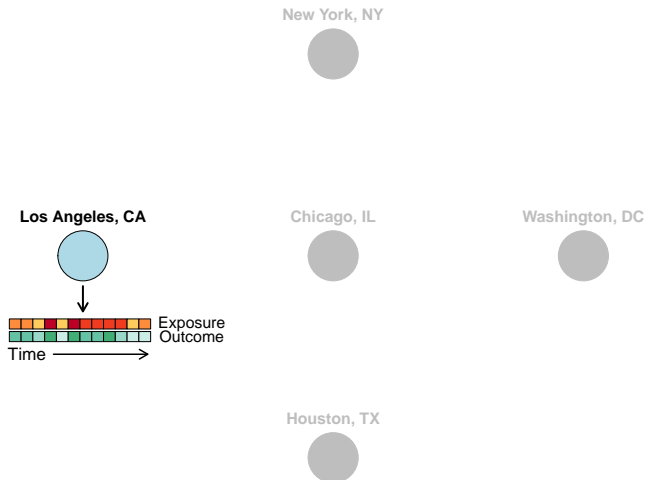 New York, NY
Los Angeles, CA
Chicago, IL
Washington, DC
Exposure
Outcome
Time
Houston, TX